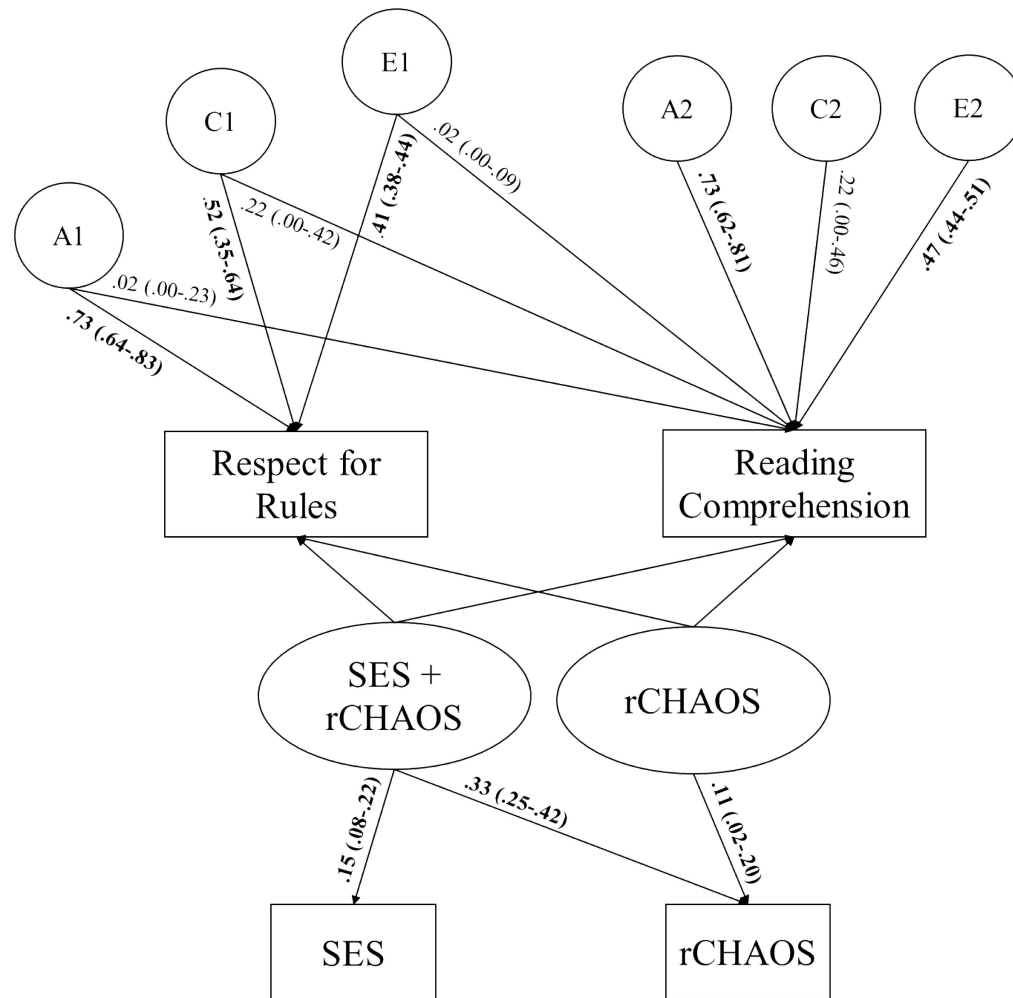 E1
A2
C2
E2
C1
A1
.02 (.00-.09)
.41 (.38-.44)
.73 (.62-.81)
.22 (.00-.46)
.47 (.44-.51)
.52 (.35-.64)
.22 (.00-.42)
.02 (.00-.23)
.73 (.64-.83)
Respect for
Rules
Reading
Comprehension
SES +
rCHAOS
rCHAOS
.15 (.08-.22)
.33 (.25-.42)
.11 (.02-.20)
SES
rCHAOS